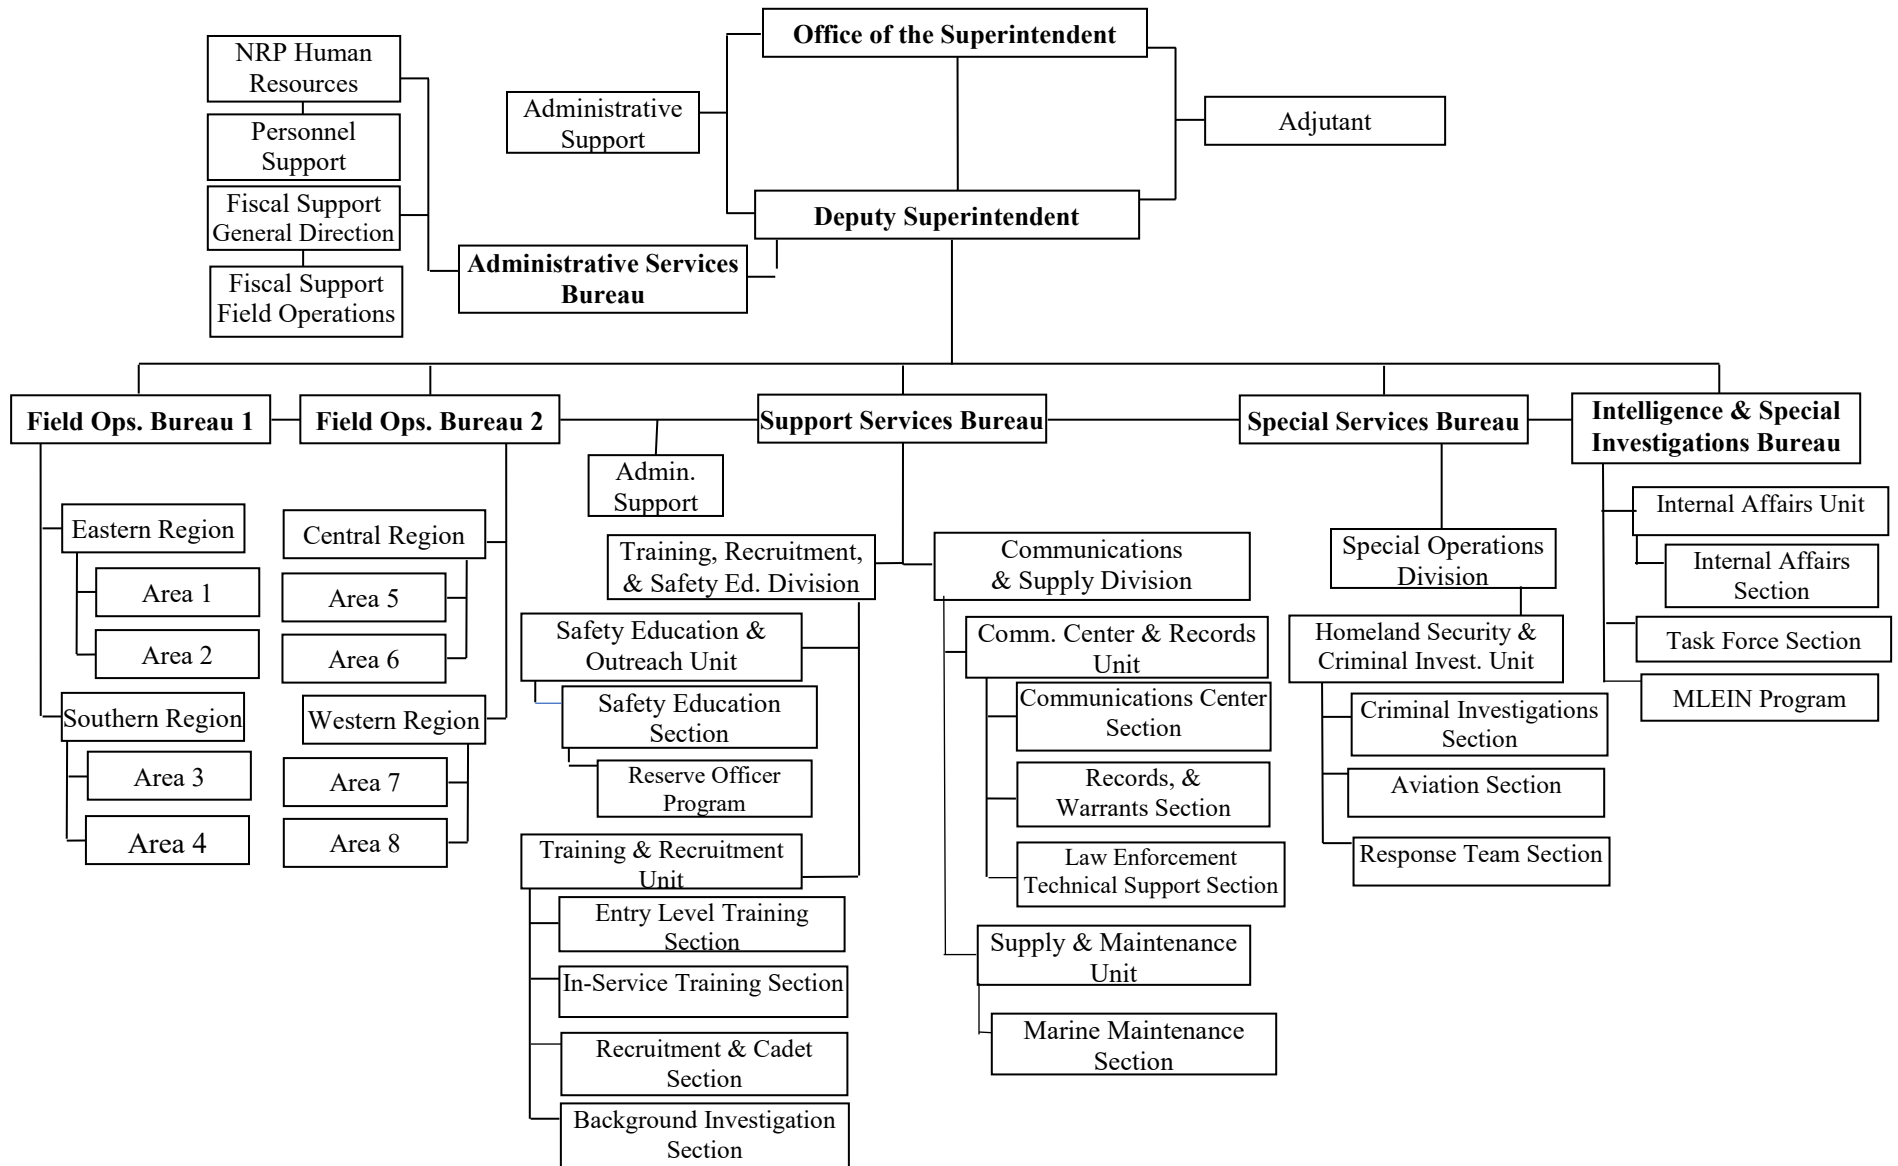 Office of the Superintendent
NRP Human
Resources
Administrative
Support
Adjutant
Personnel
Support
Fiscal Support
General Direction
Deputy Superintendent
Administrative Services
Bureau
Fiscal Support
Field Operations
Field Ops. Bureau 1
Field Ops. Bureau 2
Support Services Bureau
Special Services Bureau
Intelligence & Special
Investigations Bureau
Admin.
Support
Eastern Region
Area 1
Area 2
Southern Region
Area 3
Area 4
Central Region
Area 5
Area 6
Western Region
Area 7
Area 8
Training, Recruitment,
& Safety Ed. Division
Safety Education &
Outreach Unit
Safety Education
Section
Reserve Officer
Program
Training & Recruitment
Unit
Entry Level Training
Section
In-Service Training Section
Recruitment & Cadet
Section
Background Investigation
Section
Communications
& Supply Division
Comm. Center & Records
Unit
Communications Center
Section
Records, &
Warrants Section
Law Enforcement
Technical Support Section
Supply & Maintenance
Unit
Marine Maintenance
Section
Special Operations
Division
Homeland Security &
Criminal Invest. Unit
Criminal Investigations
Section
Aviation Section
Response Team Section
Internal Affairs Unit
Internal Affairs
Section
Task Force Section
MLEIN Program